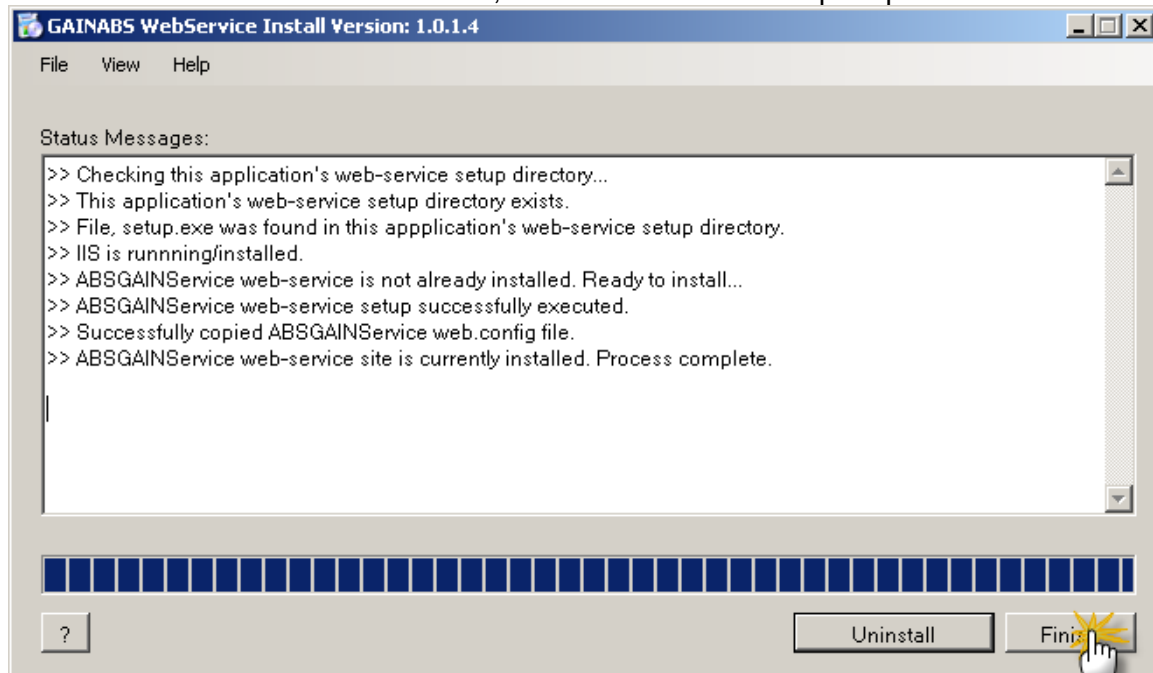 GAINABS WebService Install Version: 1.0.1.4
File View Help
Status Messages:
>> Checking this application's web-service setup directory...
>> This application's web-service setup directory exists.
>> File, setup.exe was found in this appplication's web-service setup directory.
>> IIS is runnning/installed.
>> ABSGAINService web-service is not already installed. Ready to install...
>> ABSGAINService web-service setup successfully executed.
>> Successfully copied ABSGAINService web.config file.
>> ABSGAINService web-service site is currently installed. Process complete.
? Uninstall